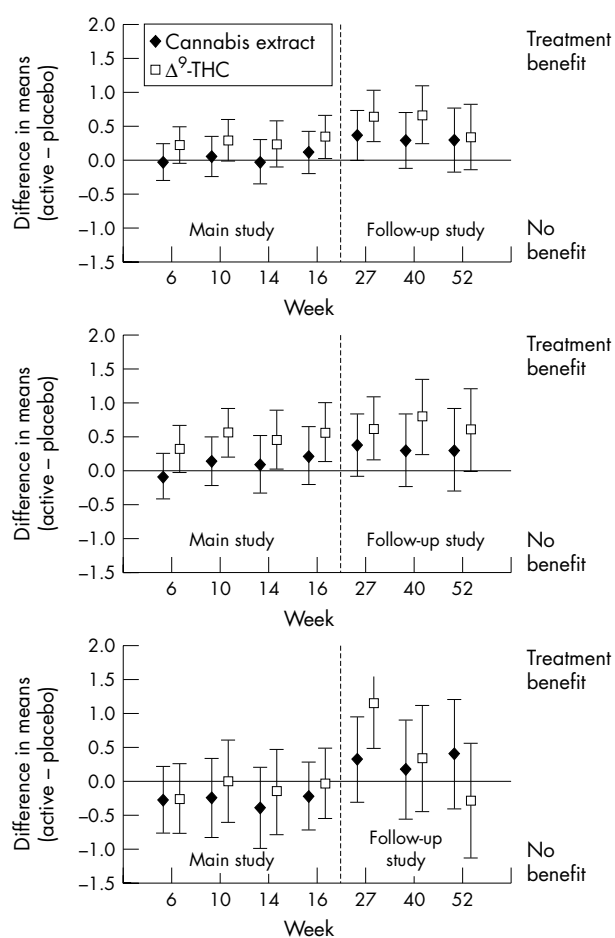 2.0
1.5
1.0
0.5
0.0
–0.5
–1.0
–1.5
Difference in means
(active – placebo)
Cannabis extract
Δ⁹-THC
Treatment
benefit
No
benefit
Main study
Follow-up study
6 10 14 16 27 40 52
Week
2.0
1.5
1.0
0.5
0.0
–0.5
–1.0
–1.5
Difference in means
(active – placebo)
Treatment
benefit
No
benefit
Main study
Follow-up study
6 10 14 16 27 40 52
Week
2.0
1.5
1.0
0.5
0.0
–0.5
–1.0
–1.5
Difference in means
(active – placebo)
Treatment
benefit
No
benefit
Main study
Follow-up
study
6 10 14 16 27 40 52
Week